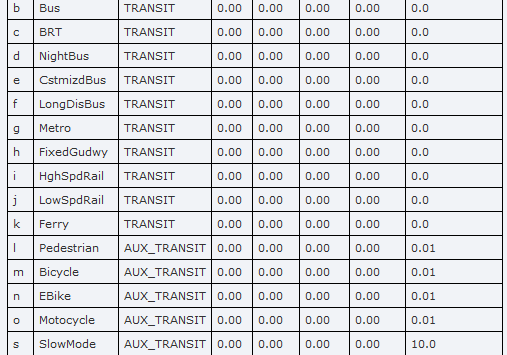 b Bus TRANSIT 0.00 0.00 0.00 0.00 0.0
c BRT TRANSIT 0.00 0.00 0.00 0.00 0.0
d NightBus TRANSIT 0.00 0.00 0.00 0.00 0.0
e CstmizdBus TRANSIT 0.00 0.00 0.00 0.00 0.0
f LongDisBus TRANSIT 0.00 0.00 0.00 0.00 0.0
g Metro TRANSIT 0.00 0.00 0.00 0.00 0.0
h FixedGudwy TRANSIT 0.00 0.00 0.00 0.00 0.0
i HghSpdRail TRANSIT 0.00 0.00 0.00 0.00 0.0
j LowSpdRail TRANSIT 0.00 0.00 0.00 0.00 0.0
k Ferry TRANSIT 0.00 0.00 0.00 0.00 0.0
l Pedestrian AUX_TRANSIT 0.00 0.00 0.00 0.00 0.01
m Bicycle AUX_TRANSIT 0.00 0.00 0.00 0.00 0.01
n EBike AUX_TRANSIT 0.00 0.00 0.00 0.00 0.01
o Motocycle AUX_TRANSIT 0.00 0.00 0.00 0.00 0.01
s SlowMode AUX_TRANSIT 0.00 0.00 0.00 0.00 10.0